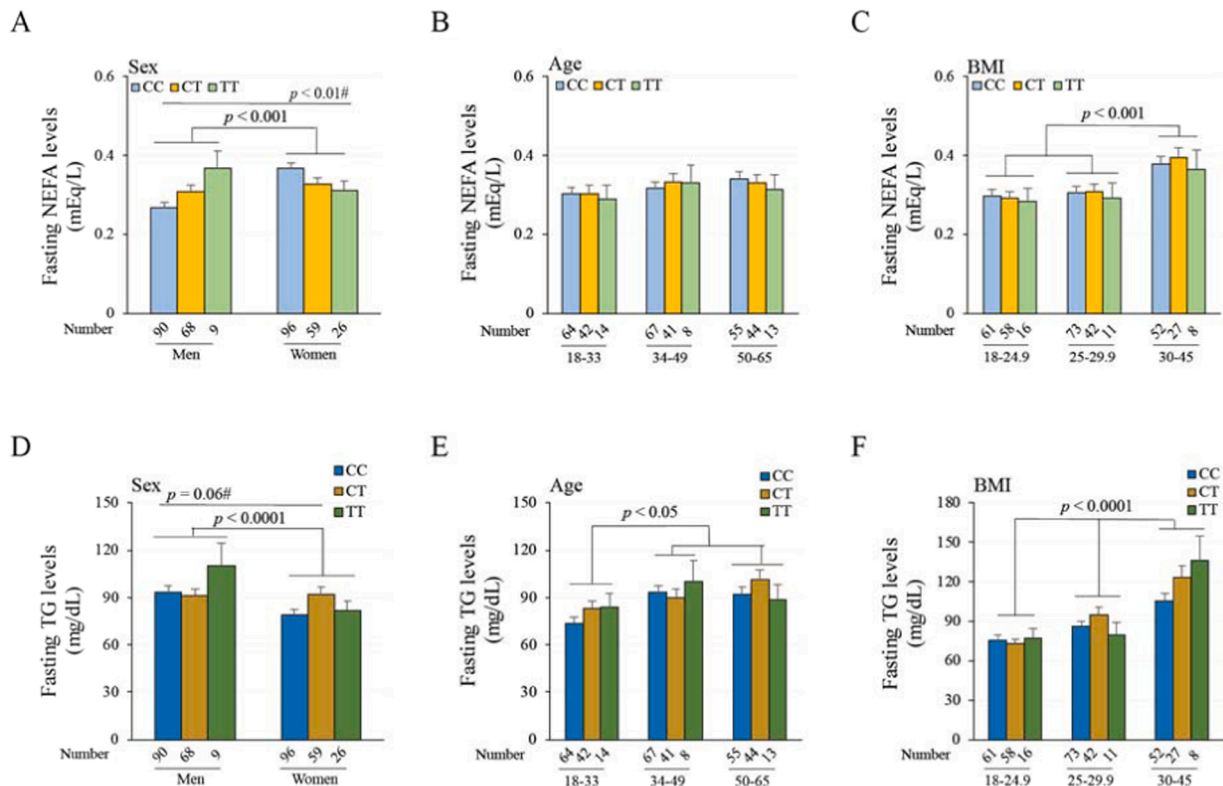 A
Sex
CC CT TT
p < 0.01#
p < 0.001
Fasting NEFA levels
(mEq/L)
0.6
0.4
0.2
0
Number
90 68 9 96 59 26
Men Women
B
Age
CC CT TT
Fasting NEFA levels
(mEq/L)
0.6
0.4
0.2
0
64 42 14 67 41 8 55 44 13
18-33 34-49 50-65
C
BMI
CC CT TT
p < 0.001
Fasting NEFA levels
(mEq/L)
0.6
0.4
0.2
0
Number
61 58 16 73 42 11 52 27 8
18-24.9 25-29.9 30-45
D
Sex
CC
CT
TT
p = 0.06#
p < 0.0001
Fasting TG levels
(mg/dL)
150
120
90
60
30
0
Number
90 68 9 96 59 26
Men Women
E
Age
CC
CT
TT
p < 0.05
Fasting TG levels
(mg/dL)
150
120
90
60
30
0
Number
64 42 14 67 41 8 55 44 13
18-33 34-49 50-65
F
BMI
CC
CT
TT
p < 0.0001
Fasting TG levels
(mg/dL)
180
150
120
90
60
30
0
Number
61 58 16 73 42 11 52 27 8
18-24.9 25-29.9 30-45